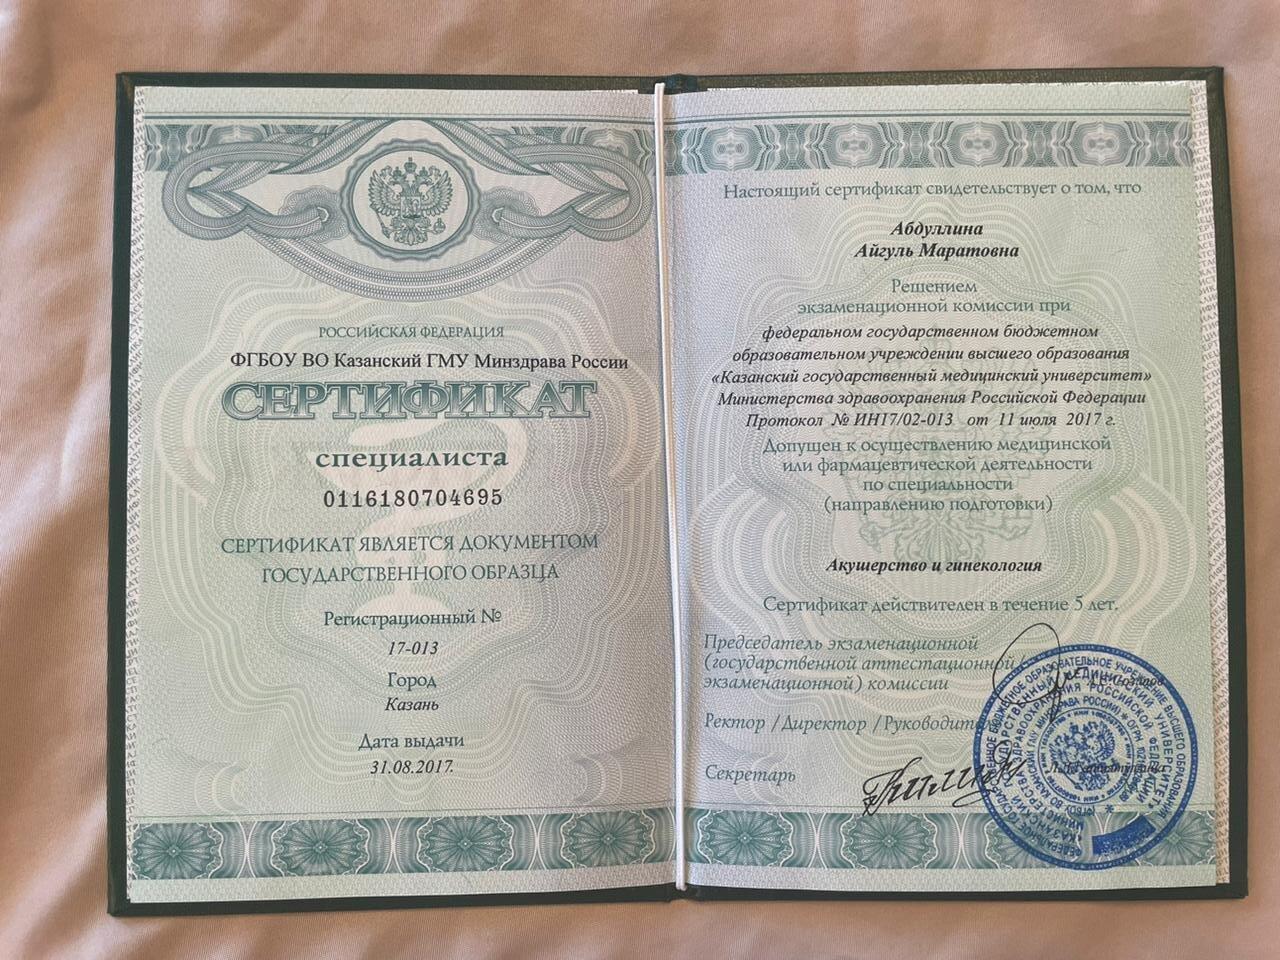 РОССИЙСКАЯ ФЕДЕРАЦИЯ
ФГБОУ ВО Казанский ГМУ Минздрава России
СЕРТИФИКАТ
специалиста
0116180704695
СЕРТИФИКАТ ЯВЛЯЕТСЯ ДОКУМЕНТОМ
ГОСУДАРСТВЕННОГО ОБРАЗЦА
Регистрационный №
17-013
Город
Казань
Дата выдачи
31.08.2017.
Настоящий сертификат свидетельствует о том, что
Абдуллина
Айгуль Маратовна
Решением
экзаменационной комиссии при
федеральном государственном бюджетном
образовательном учреждении высшего образования
«Казанский государственный медицинский университет»
Министерства здравоохранения Российской Федерации
Протокол № ИН17/02-013 от 11 июля 2017 г.
Допущен к осуществлению медицинской
или фармацевтической деятельности
по специальности
(направлению подготовки)
Акушерство и гинекология
Сертификат действителен в течение 5 лет.
Председатель экзаменационной
(государственной аттестационной/
экзаменационной) комиссии
Ректор /Директор /Руководитель
Секретарь